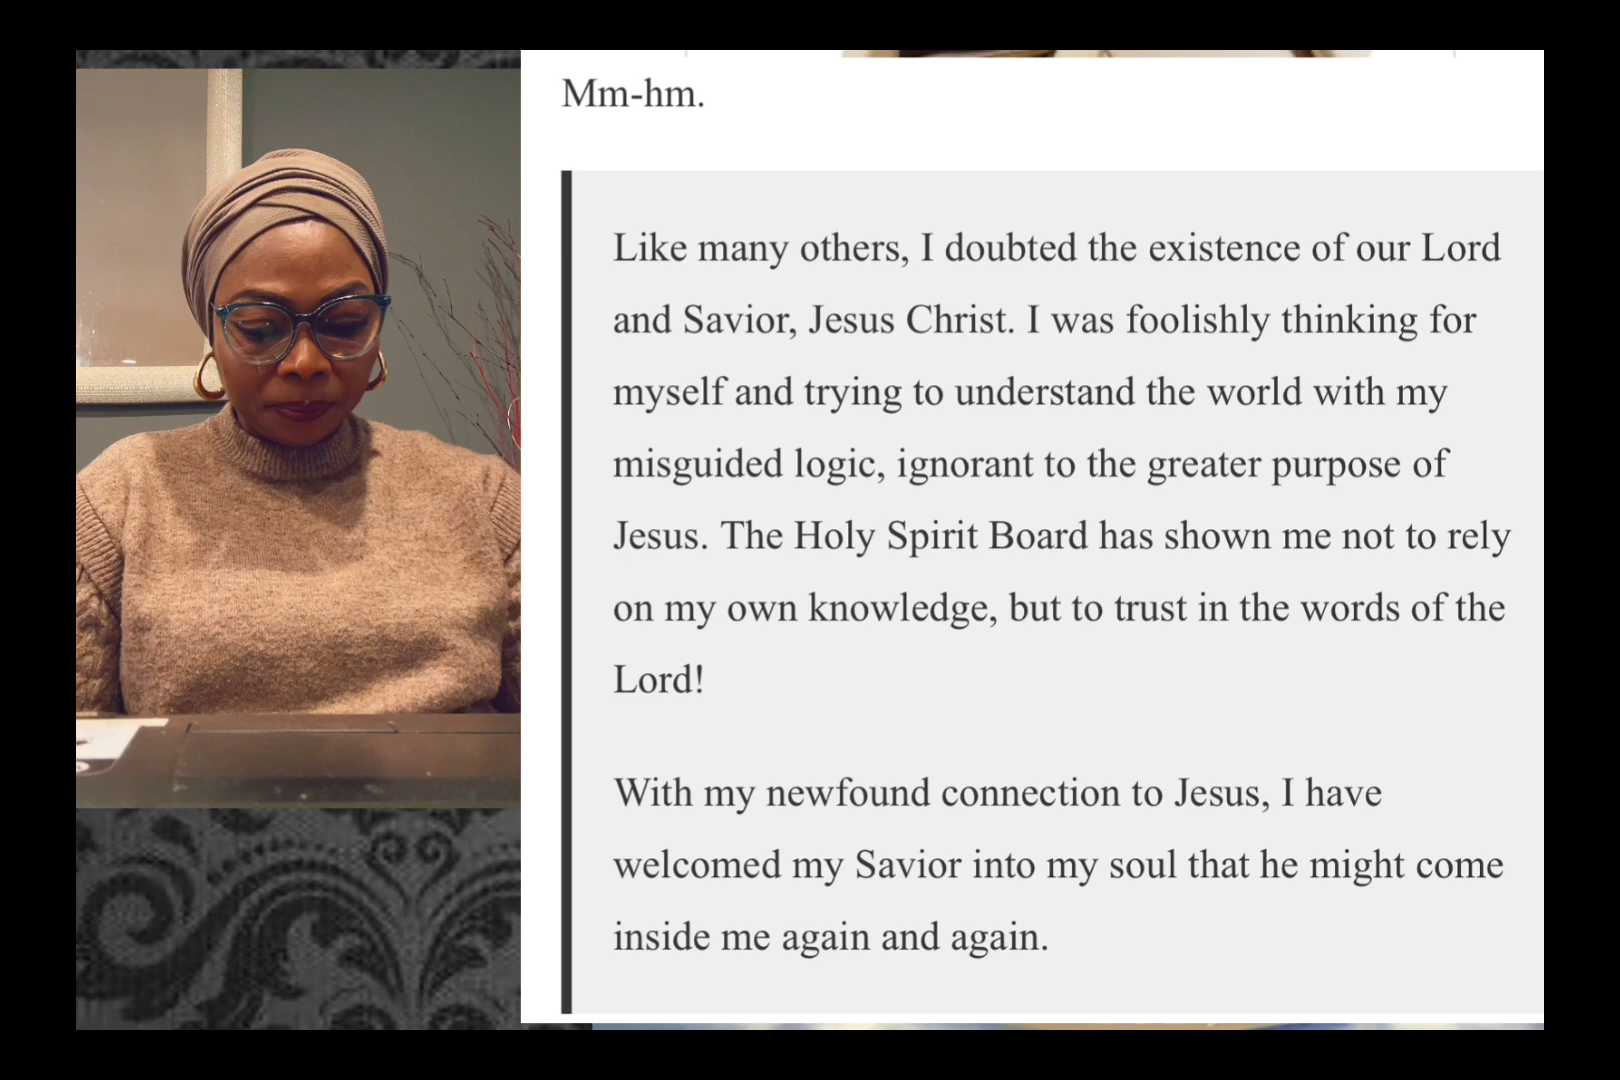 Mm-hm.
Like many others, I doubted the existence of our Lord
and Savior, Jesus Christ. I was foolishly thinking for
myself and trying to understand the world with my
misguided logic, ignorant to the greater purpose of
Jesus. The Holy Spirit Board has shown me not to rely
on my own knowledge, but to trust in the words of the
Lord!
With my newfound connection to Jesus, I have
welcomed my Savior into my soul that he might come
inside me again and again.